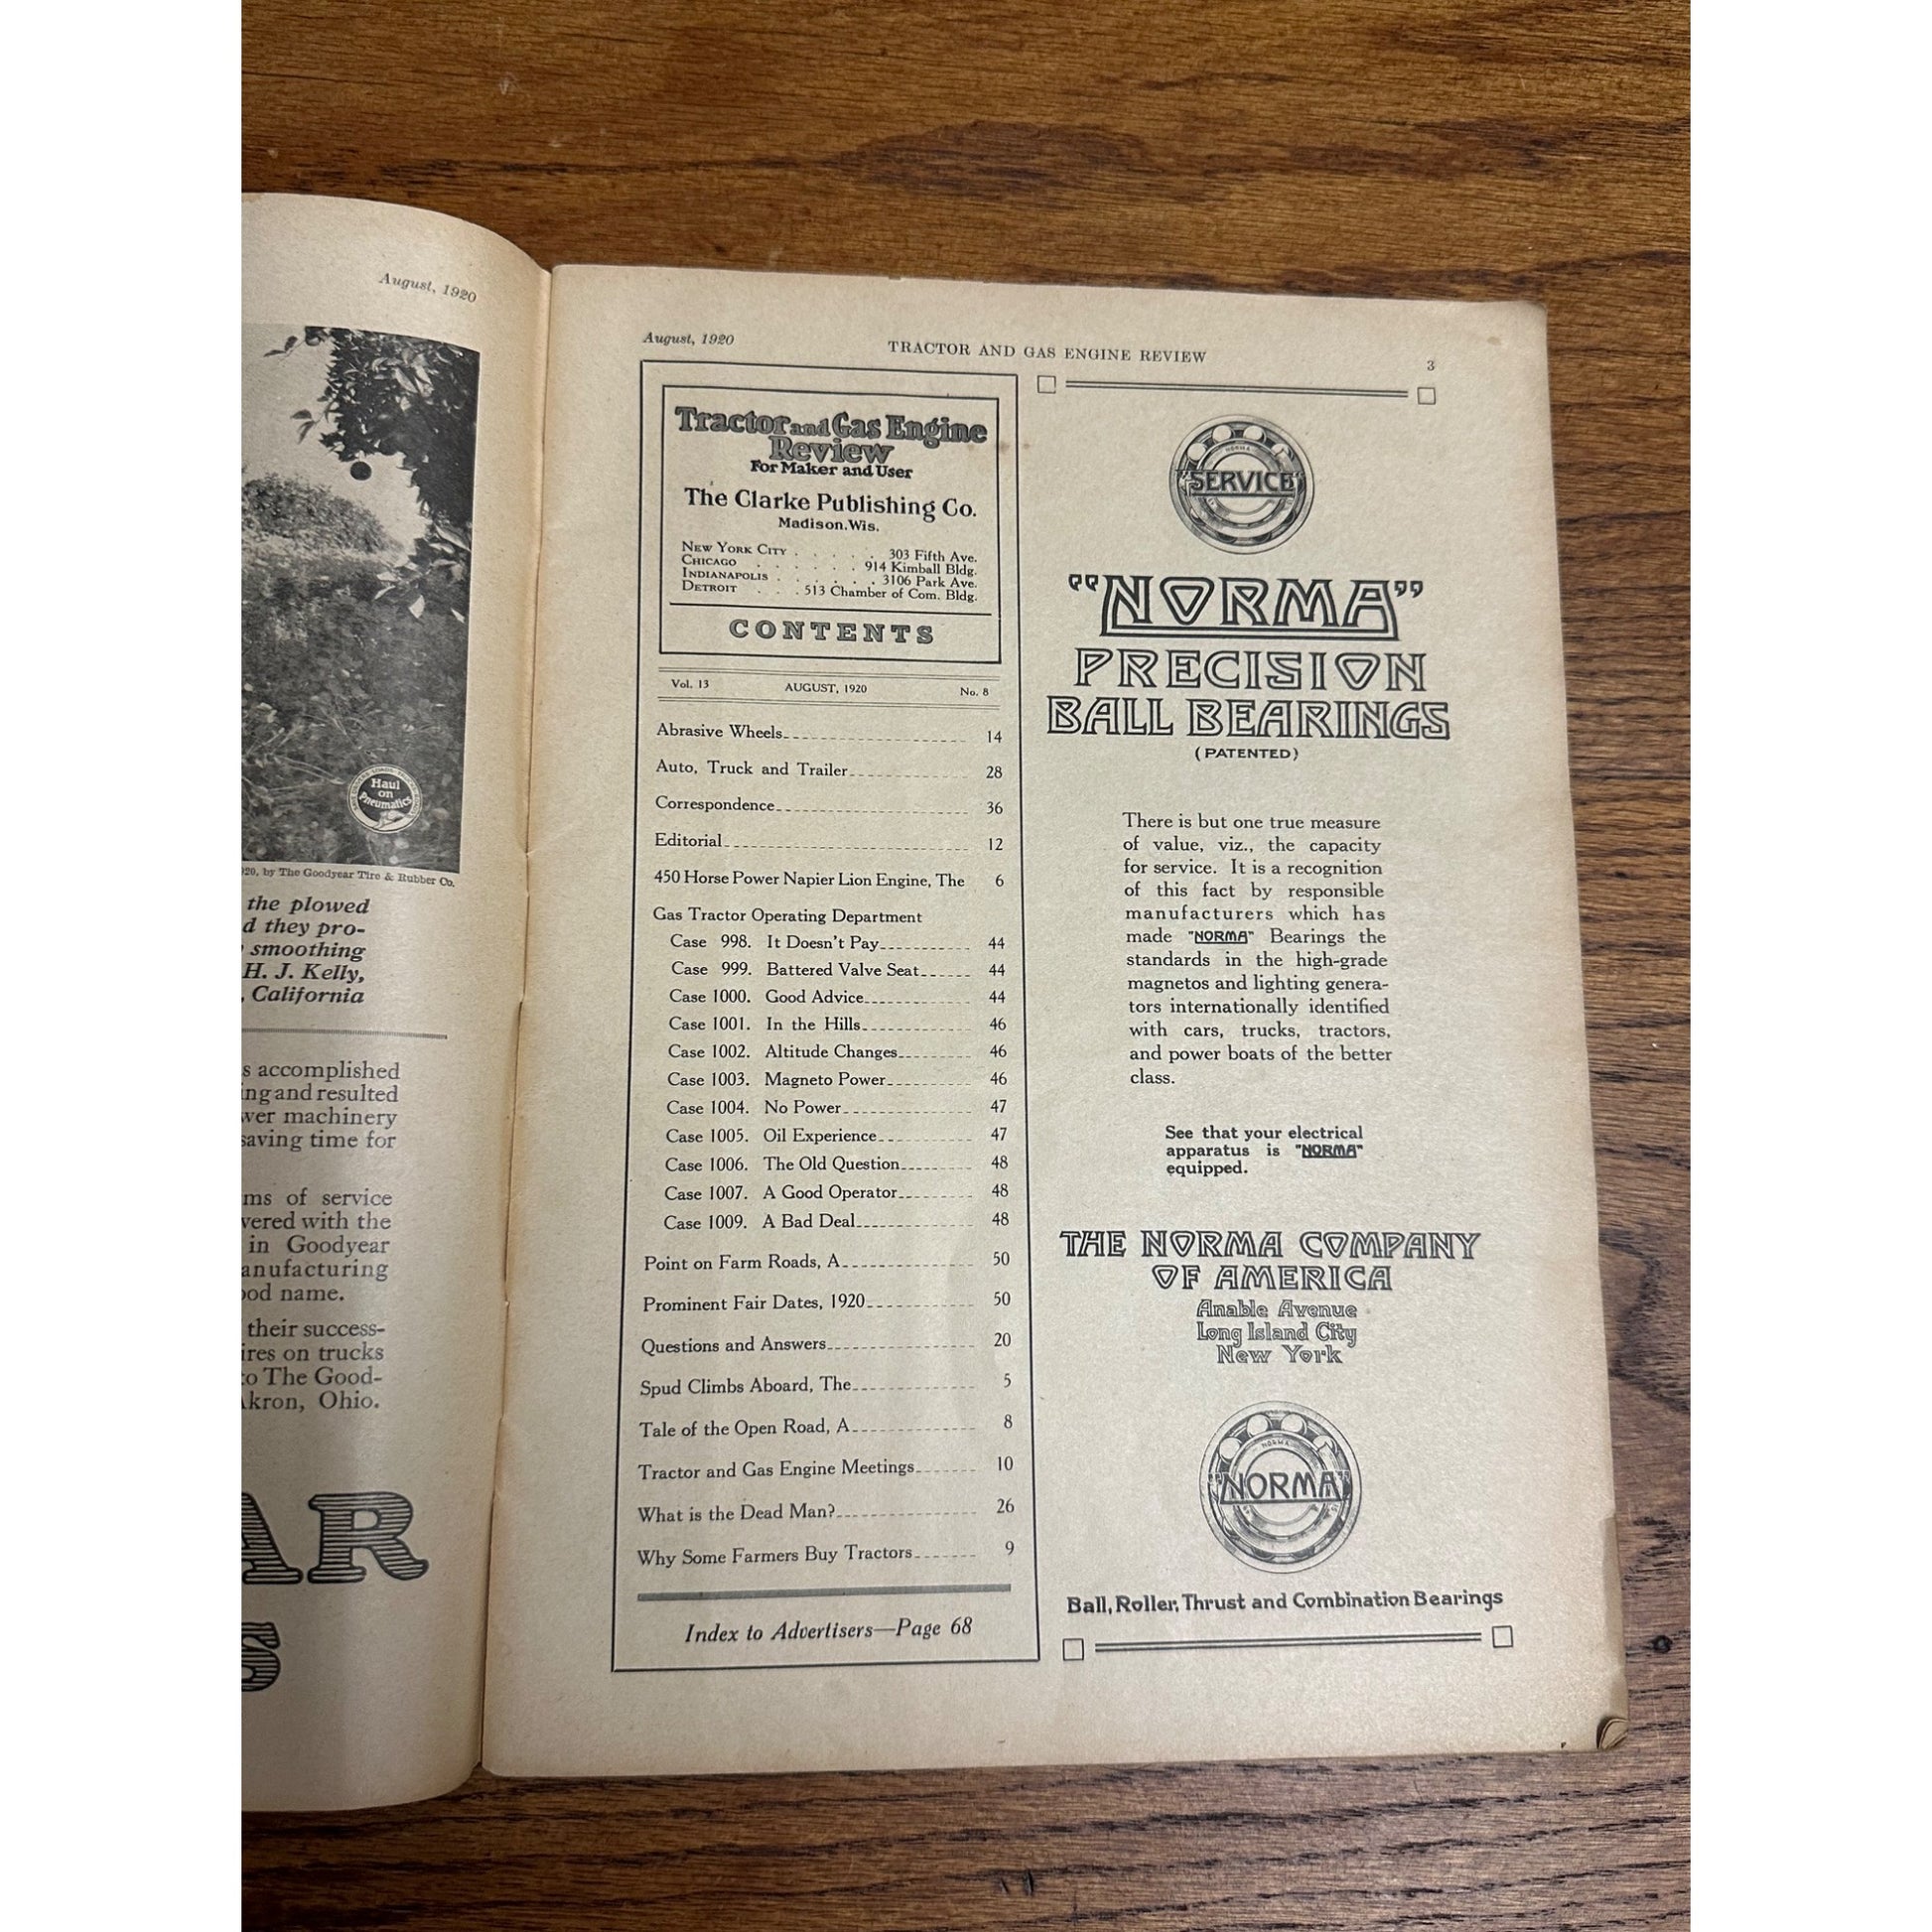 August, 1920
Haul
on
Pneumatics
by The Goodyear Tire & Rubber Co.
the plowed
they pro-
smoothing
H. J. Kelly,
California
accomplished
ing and resulted
machinery
saving time for
of service
with the
in Goodyear
name.
their success-
on trucks
The Good-
Ohio.
August, 1920
TRACTOR AND GAS ENGINE REVIEW
3
Tractor and Gas Engine
Review
For Maker and User
The Clarke Publishing Co.
Madison, Wis.
NEW YORK CITY . . . . . 303 Fifth Ave.
CHICAGO . . . . . . 914 Kimball Bldg.
INDIANAPOLIS . . . . . . 3106 Park Ave.
DETROIT . . . 513 Chamber of Com. Bldg.
CONTENTS
Vol. 13 AUGUST, 1920 No. 8
Abrasive Wheels 14
Auto, Truck and Trailer 28
Correspondence 36
Editorial 12
450 Horse Power Napier Lion Engine, The 6
Gas Tractor Operating Department
Case 998. It Doesn't Pay 44
Case 999. Battered Valve Seat 44
Case 1000. Good Advice 44
Case 1001. In the Hills 46
Case 1002. Altitude Changes 46
Case 1003. Magneto Power 46
Case 1004. No Power 47
Case 1005. Oil Experience 47
Case 1006. The Old Question 48
Case 1007. A Good Operator 48
Case 1009. A Bad Deal 48
Point on Farm Roads, A 50
Prominent Fair Dates, 1920 50
Questions and Answers 20
Spud Climbs Aboard, The 5
Tale of the Open Road, A 8
Tractor and Gas Engine Meetings 10
What is the Dead Man? 26
Why Some Farmers Buy Tractors 9
Index to Advertisers—Page 68
NORMA
"SERVICE"
"NORMA"
PRECISION
BALL BEARINGS
(PATENTED)
There is but one true measure
of value, viz., the capacity
for service. It is a recognition
of this fact by responsible
manufacturers which has
made "NORMA" Bearings the
standards in the high-grade
magnetos and lighting genera-
tors internationally identified
with cars, trucks, tractors,
and power boats of the better
class.
See that your electrical
apparatus is "NORMA"
equipped.
THE NORMA COMPANY
OF AMERICA
Anable Avenue
Long Island City
New York
NORMA
"NORMA"
Ball, Roller, Thrust and Combination Bearings